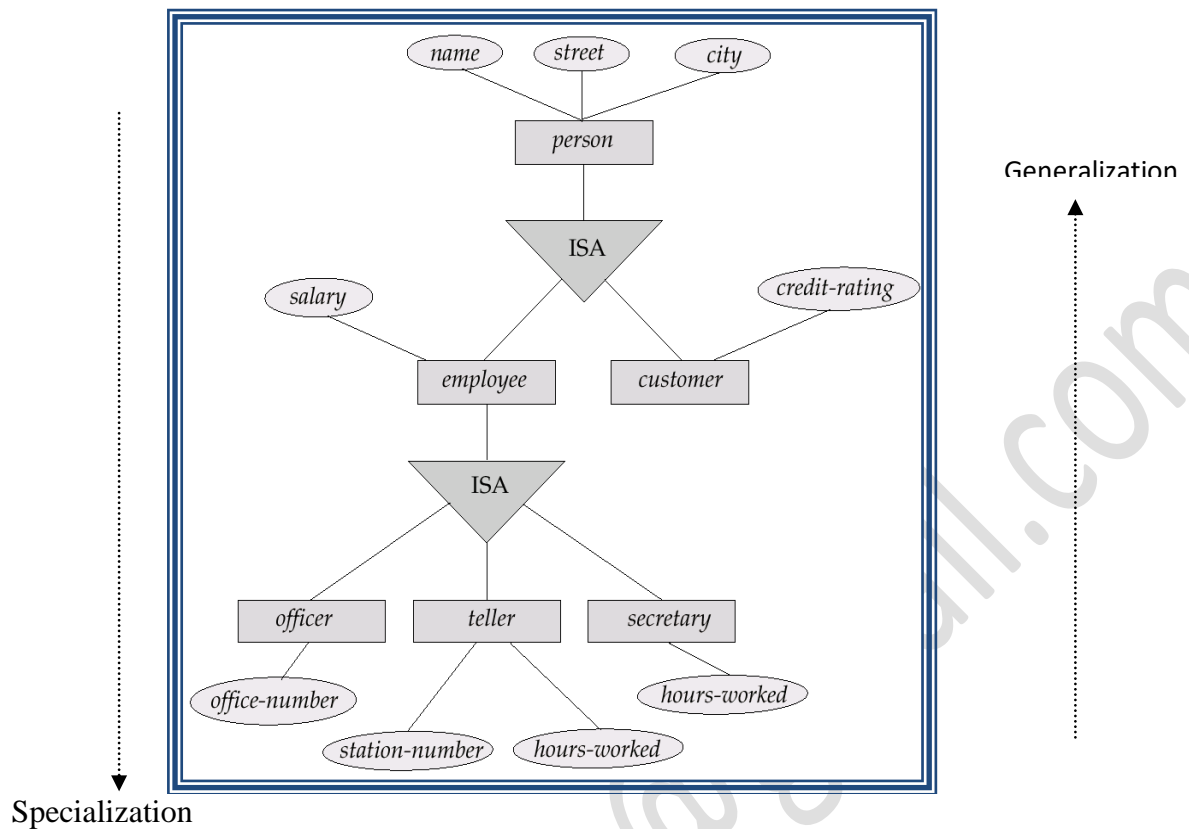 name street city
person
Generalization
ISA
salary credit-rating
employee customer
ISA
officer teller secretary
office-number hours-worked
station-number hours-worked
Specialization